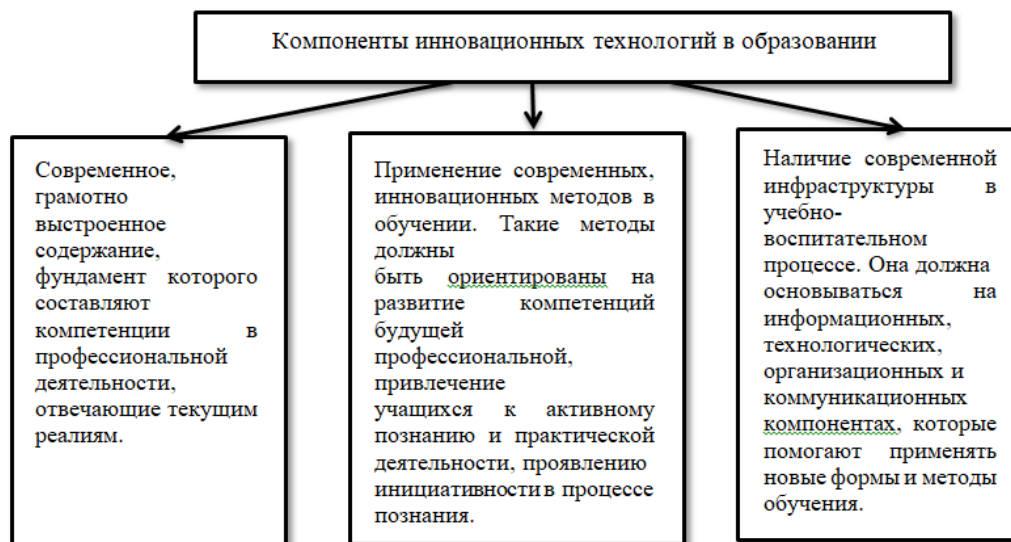 Компоненты инновационных технологий в образовании
Современное,
грамотно
выстроенное
содержание,
фундамент которого
составляют
компетенции в
профессиональной
деятельности,
отвечающие текущим
реалиям.
Применение современных,
инновационных методов в
обучении. Такие методы
должны
быть ориентированы на
развитие компетенций
будущей
профессиональной,
привлечение
учащихся к активному
познанию и практической
деятельности, проявлению
инициативности в процессе
познания.
Наличие современной
инфраструктуры в
учебно-
воспитательном
процессе. Она должна
основываться на
информационных,
технологических,
организационных и
коммуникационных
компонентах, которые
помогают применять
новые формы и методы
обучения.